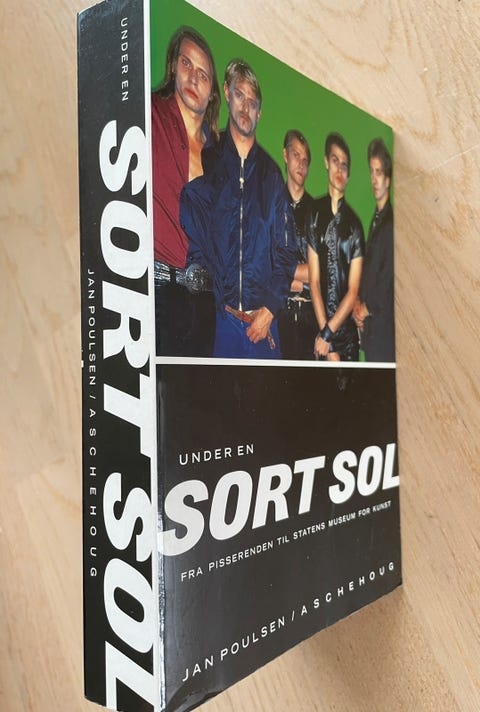 UNDER EN
SORT SOL
JAN POULSEN / ASCHEHOUG
UNDER EN
SORT SOL
FRA PISSERENDEN TIL STATENS MUSEUM FOR KUNST
JAN POULSEN / ASCHEHOUG